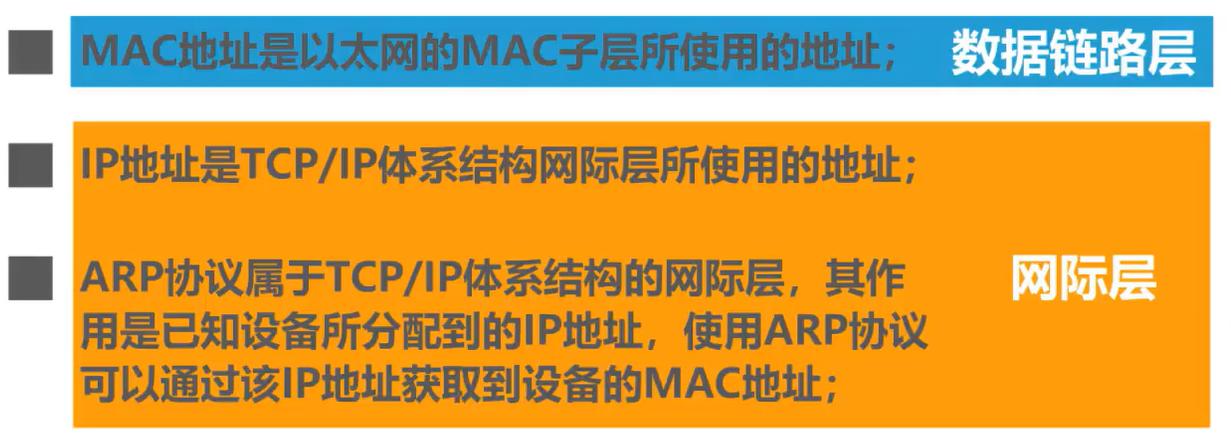 MAC地址是以太网的MAC子层所使用的地址；
数据链路层
IP地址是TCP/IP体系结构网际层所使用的地址；
ARP协议属于TCP/IP体系结构的网际层，其作
用是已知设备所分配到的IP地址，使用ARP协议
可以通过该IP地址获取到设备的MAC地址；
网际层